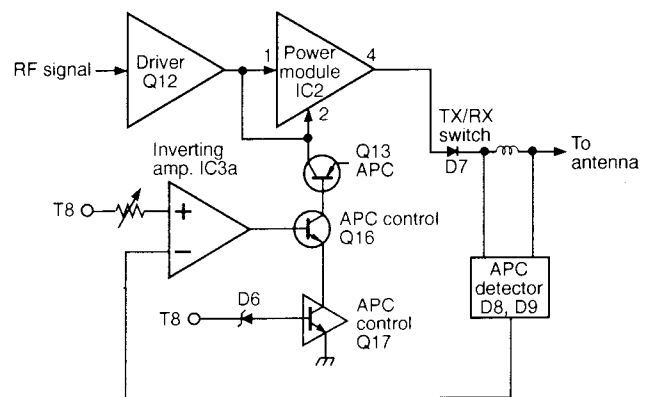 RF signal
Driver
Q12
1
Power
module
IC2
4
2
TX/RX
switch
D7
To
antenna
Inverting
amp. IC3a
Q13
APC
T8
+
−
APC control
Q16
APC
detector
D8, D9
T8
D6
APC
control
Q17